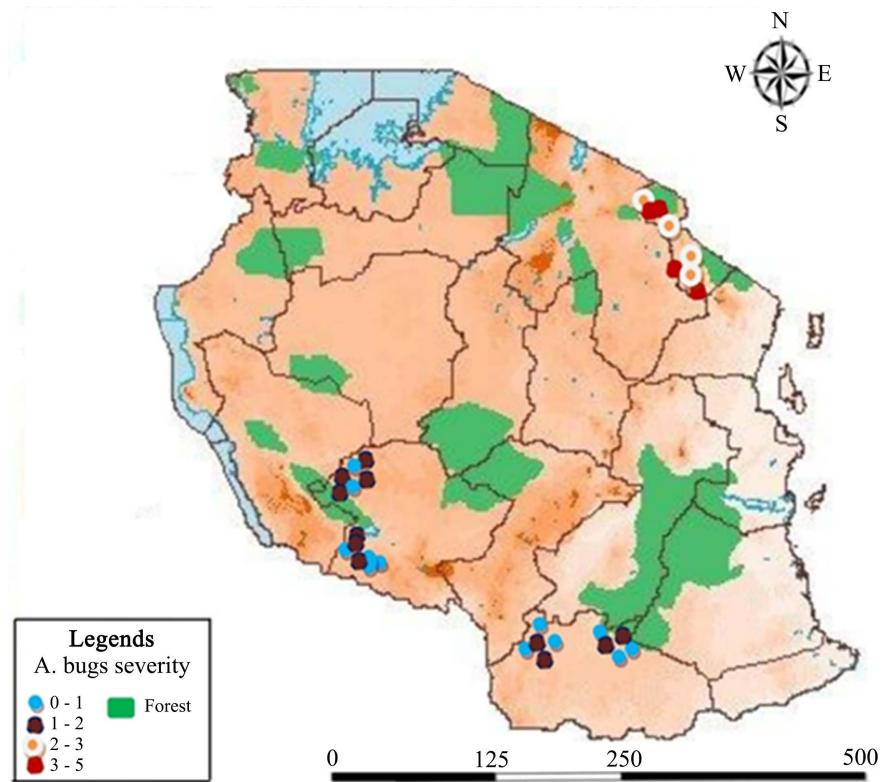 N
W E
S
Legends
A. bugs severity
0 - 1 Forest
1 - 2
2 - 3
3 - 5
0 125 250 500